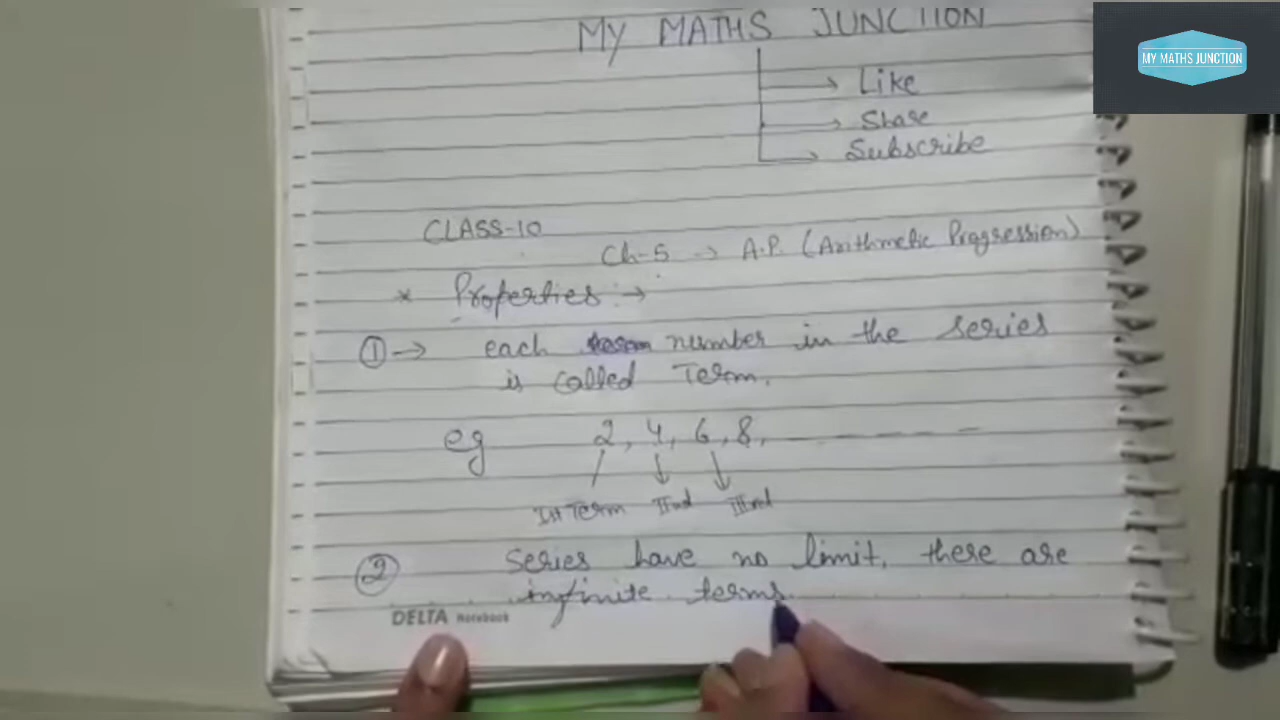 MY MATHS JUNCTION
MY MATHS JUNCTION
→ Like
→ Share
→ Subscribe
CLASS-10
Ch-5 → A.P. (Arithmetic Progression)
* Properties :→
① → each term number in the series
is called Term.
eg 2, 4, 6, 8, — — — — —
Ist Term IInd IIIrd
② series have no limit, there are
infinite terms
DELTA Notebook